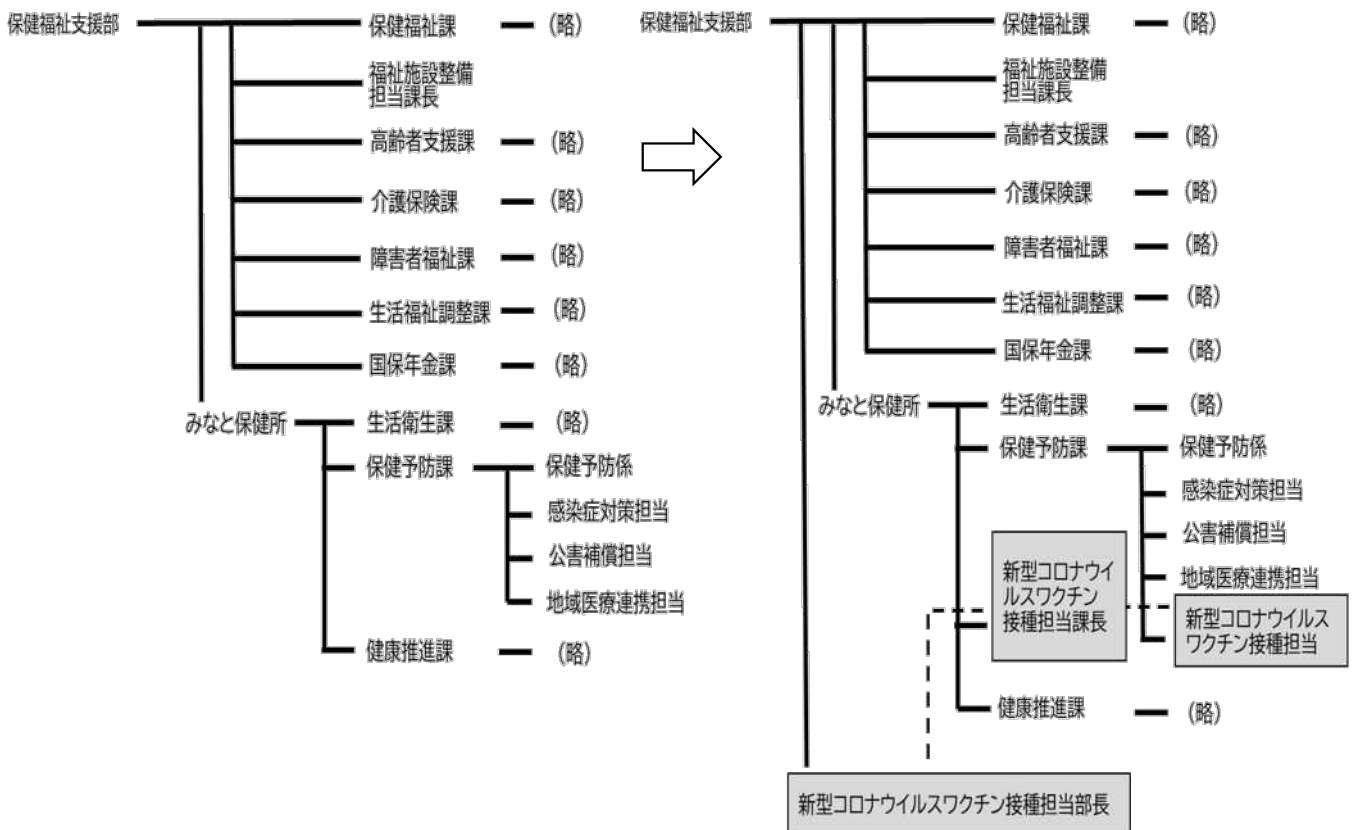 保健福祉支援部
保健福祉課
(略)
福祉施設整備
担当課長
高齢者支援課
(略)
介護保険課
(略)
障害者福祉課
(略)
生活福祉調整課
(略)
国保年金課
(略)
みなと保健所
生活衛生課
(略)
保健予防課
保健予防係
感染症対策担当
公害補償担当
地域医療連携担当
健康推進課
(略)
保健福祉支援部
保健福祉課
(略)
福祉施設整備
担当課長
高齢者支援課
(略)
介護保険課
(略)
障害者福祉課
(略)
生活福祉調整課
(略)
国保年金課
(略)
みなと保健所
生活衛生課
(略)
保健予防課
保健予防係
感染症対策担当
公害補償担当
地域医療連携担当
新型コロナウイ
ルスワクチン
接種担当課長
新型コロナウイルス
ワクチン接種担当
健康推進課
(略)
新型コロナウイルスワクチン接種担当部長